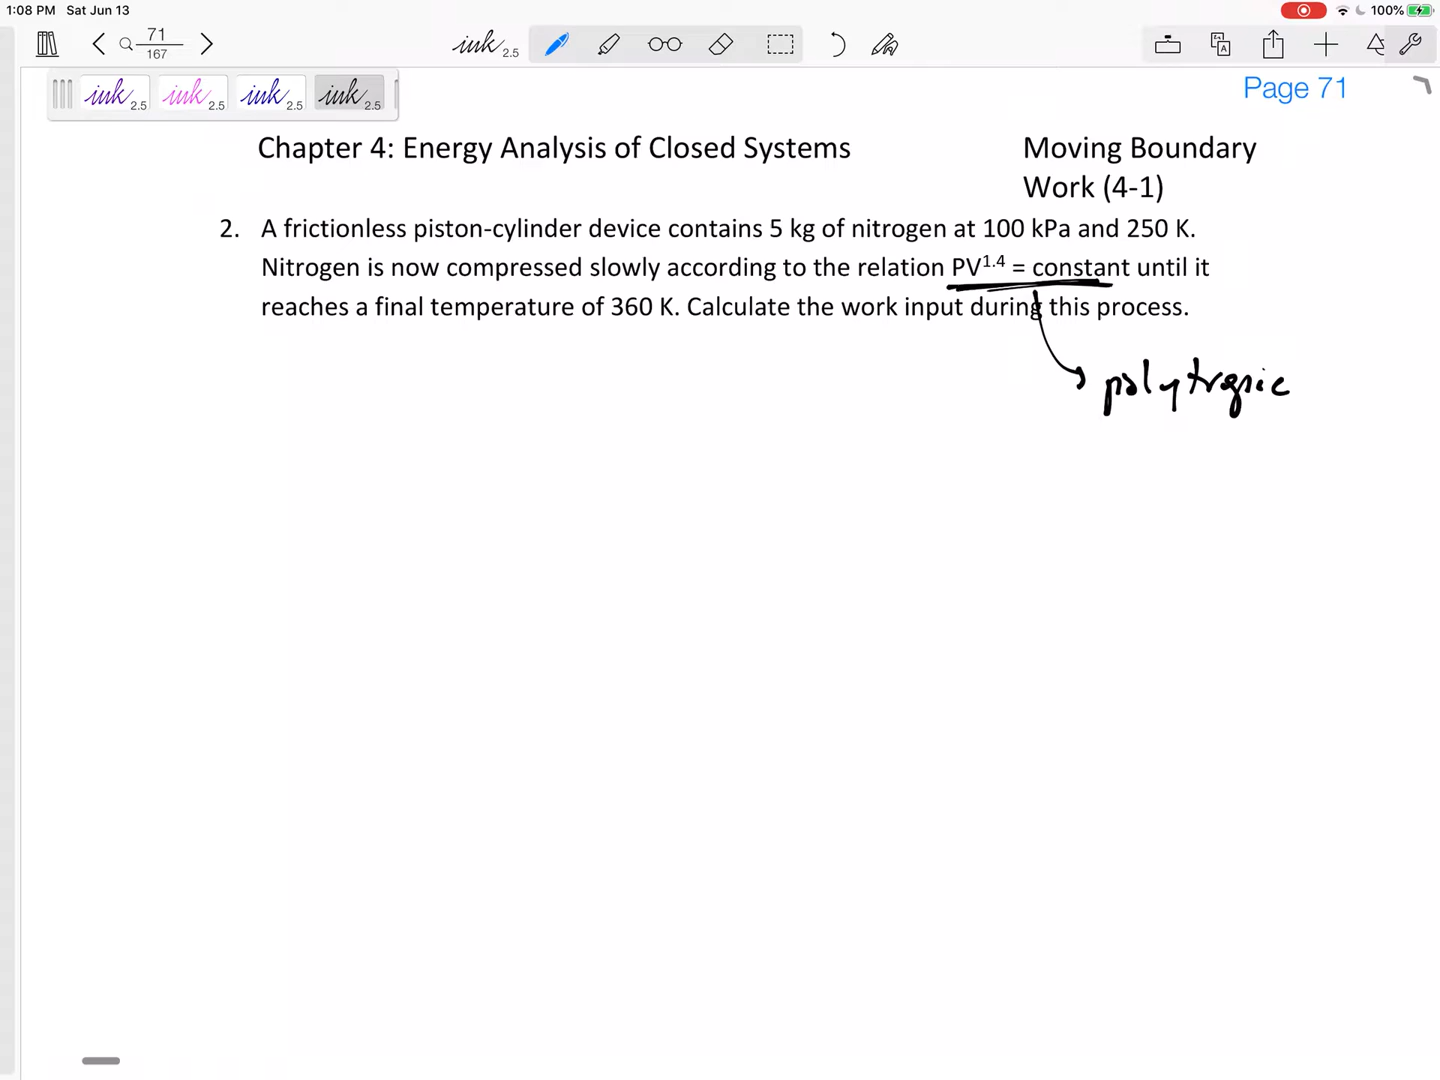 1:08 PM Sat Jun 13
100%
71
167
ink 2.5
ink 2.5
ink 2.5
ink 2.5
ink 2.5
Page 71
Chapter 4: Energy Analysis of Closed Systems
Moving Boundary
Work (4-1)
2. A frictionless piston-cylinder device contains 5 kg of nitrogen at 100 kPa and 250 K.
Nitrogen is now compressed slowly according to the relation PV^1.4 = constant until it
reaches a final temperature of 360 K. Calculate the work input during this process.
polytropic